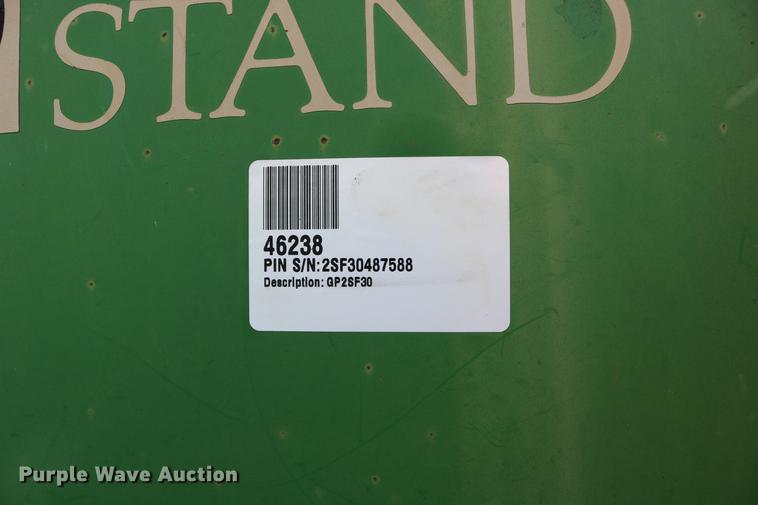 STAND
46238
PIN S/N:2SF30487588
Description: GP2SF30
Purple Wave Auction